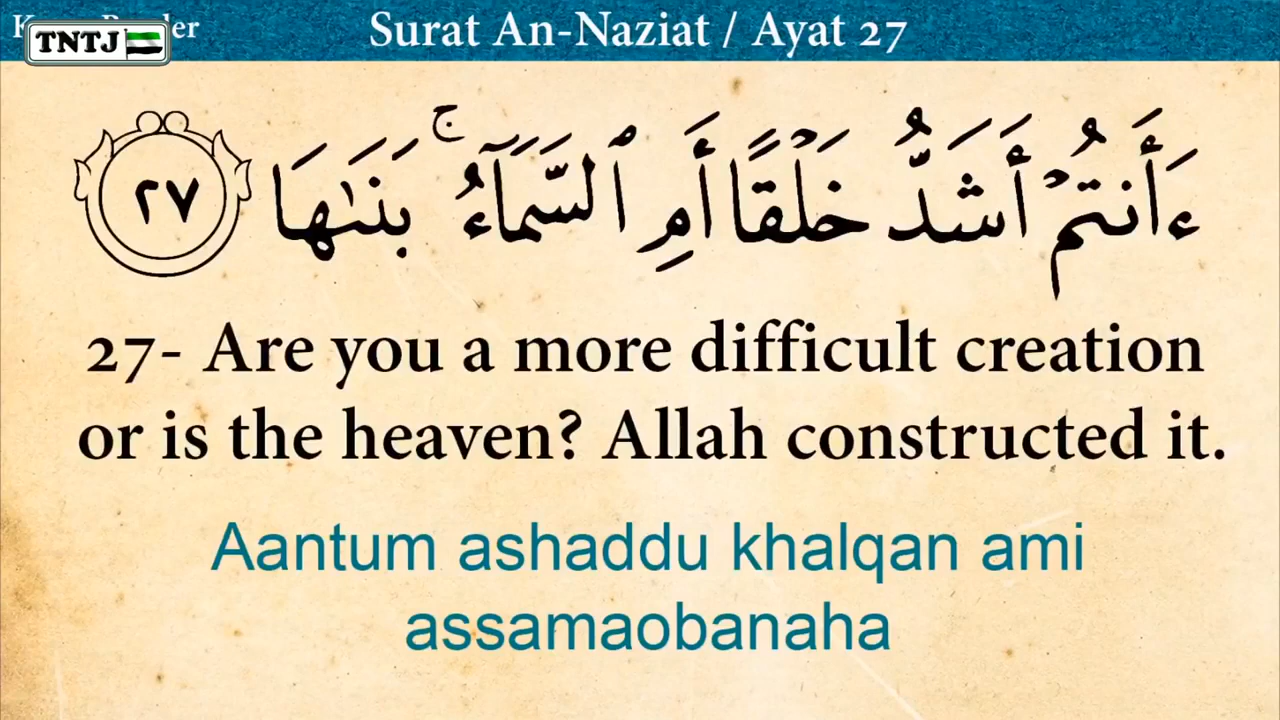 er
TNTJ
Surat An-Naziat / Ayat 27
ءَأَنتُمْ أَشَدُّ خَلْقًا أَمِ ٱلسَّمَآءُ ۚ بَنَىٰهَا ٢٧
27- Are you a more difficult creation
or is the heaven? Allah constructed it.
Aantum ashaddu khalqan ami
assamaobanaha